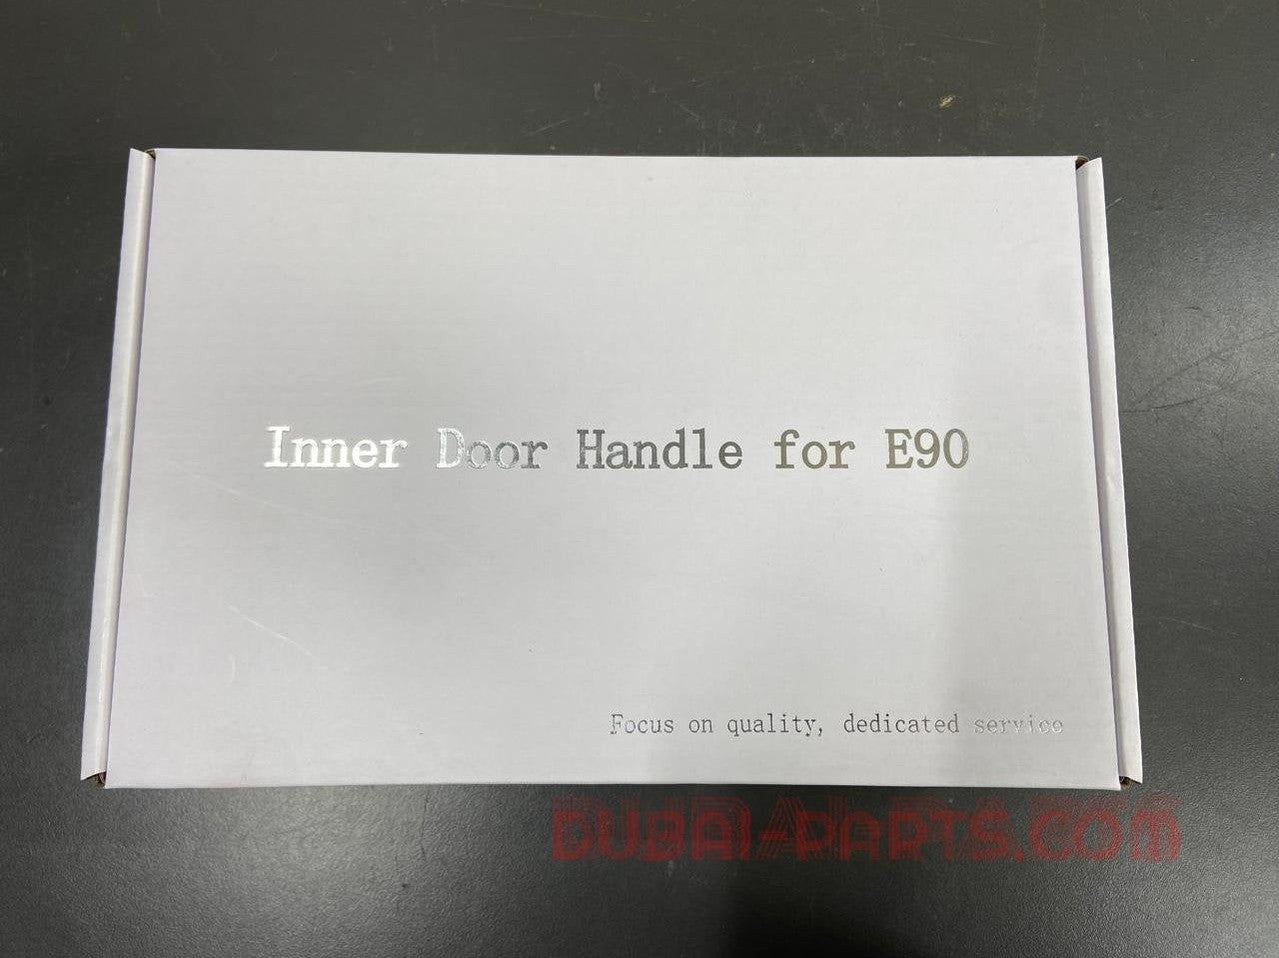 Inner Door Handle for E90
Focus on quality, dedicated service
DUBAI-PARTS.COM